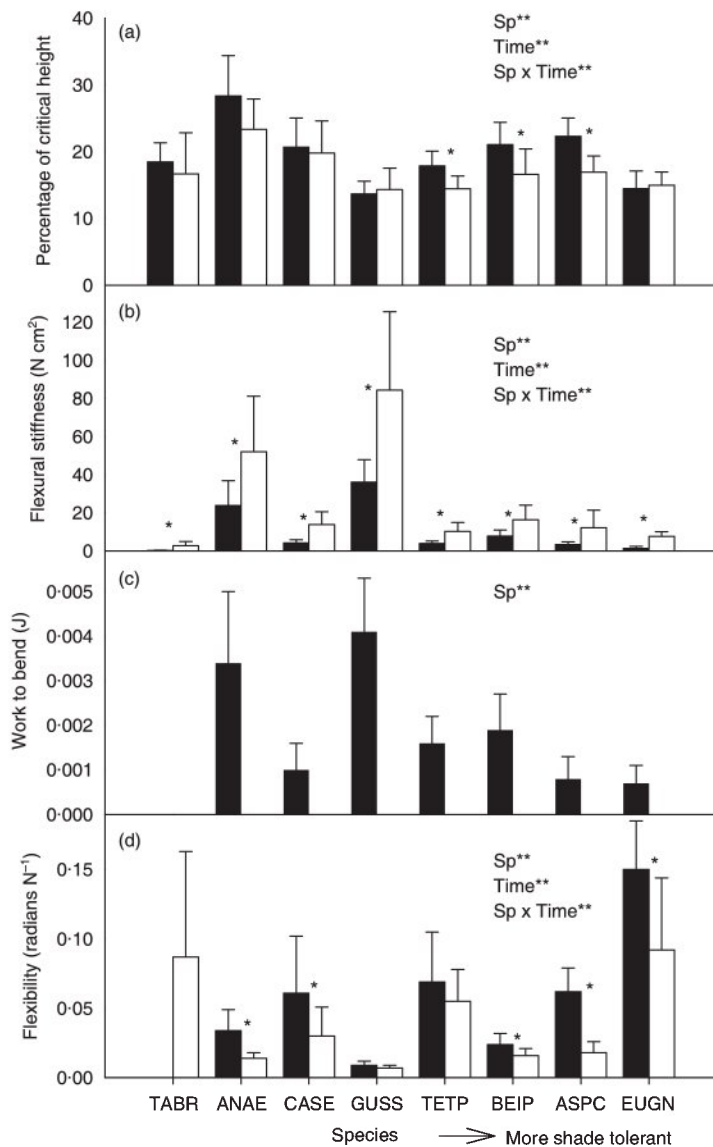 (a)
Sp**
Time**
Sp x Time**
Percentage of critical height
40
30
20
10
0
* * *
(b)
Sp**
Time**
Sp x Time**
Flexural stiffness (N cm²)
120
100
80
60
40
20
0
* * * * * * * *
(c)
Sp**
Work to bend (J)
0·005
0·004
0·003
0·002
0·001
0·000
(d)
Sp**
Time**
Sp x Time**
Flexibility (radians N⁻¹)
0·15
0·10
0·05
0·00
* * * * *
TABR ANAE CASE GUSS TETP BEIP ASPC EUGN
Species → More shade tolerant